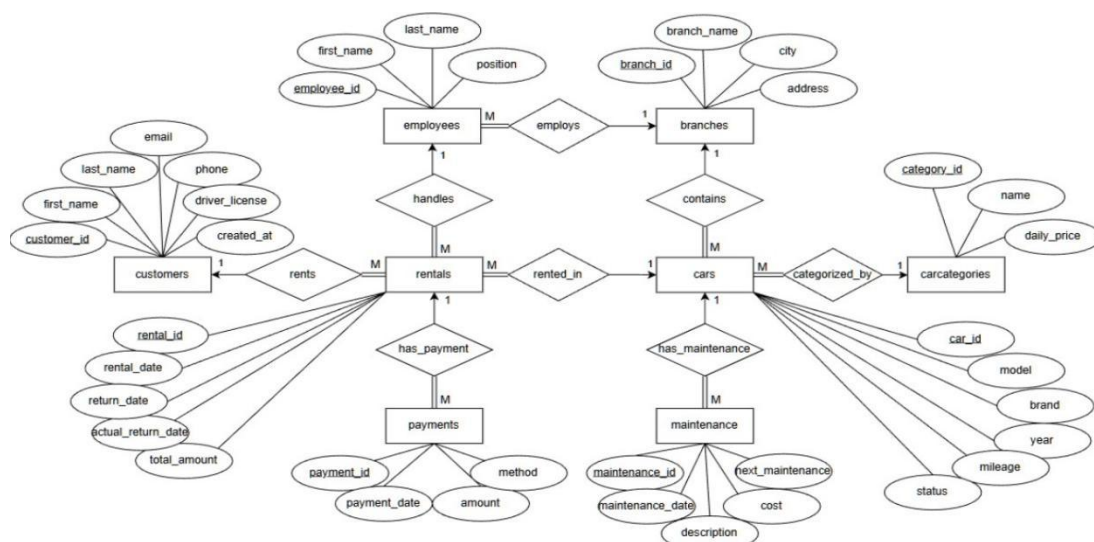 last_name
branch_name
first_name
position
city
branch_id
employee_id
address
M
1
employees
employs
branches
1
1
email
last_name
phone
category_id
first_name
driver_license
handles
contains
name
customer_id
created_at
daily_price
M
M
1
M
M
1
M
1
customers
rents
rentals
rented_in
cars
categorized_by
carcategories
1
1
rental_id
car_id
has_payment
has_maintenance
rental_date
model
return_date
brand
M
M
actual_return_date
payments
maintenance
year
total_amount
mileage
payment_id
method
maintenance_id
next_maintenance
status
payment_date
amount
maintenance_date
cost
description